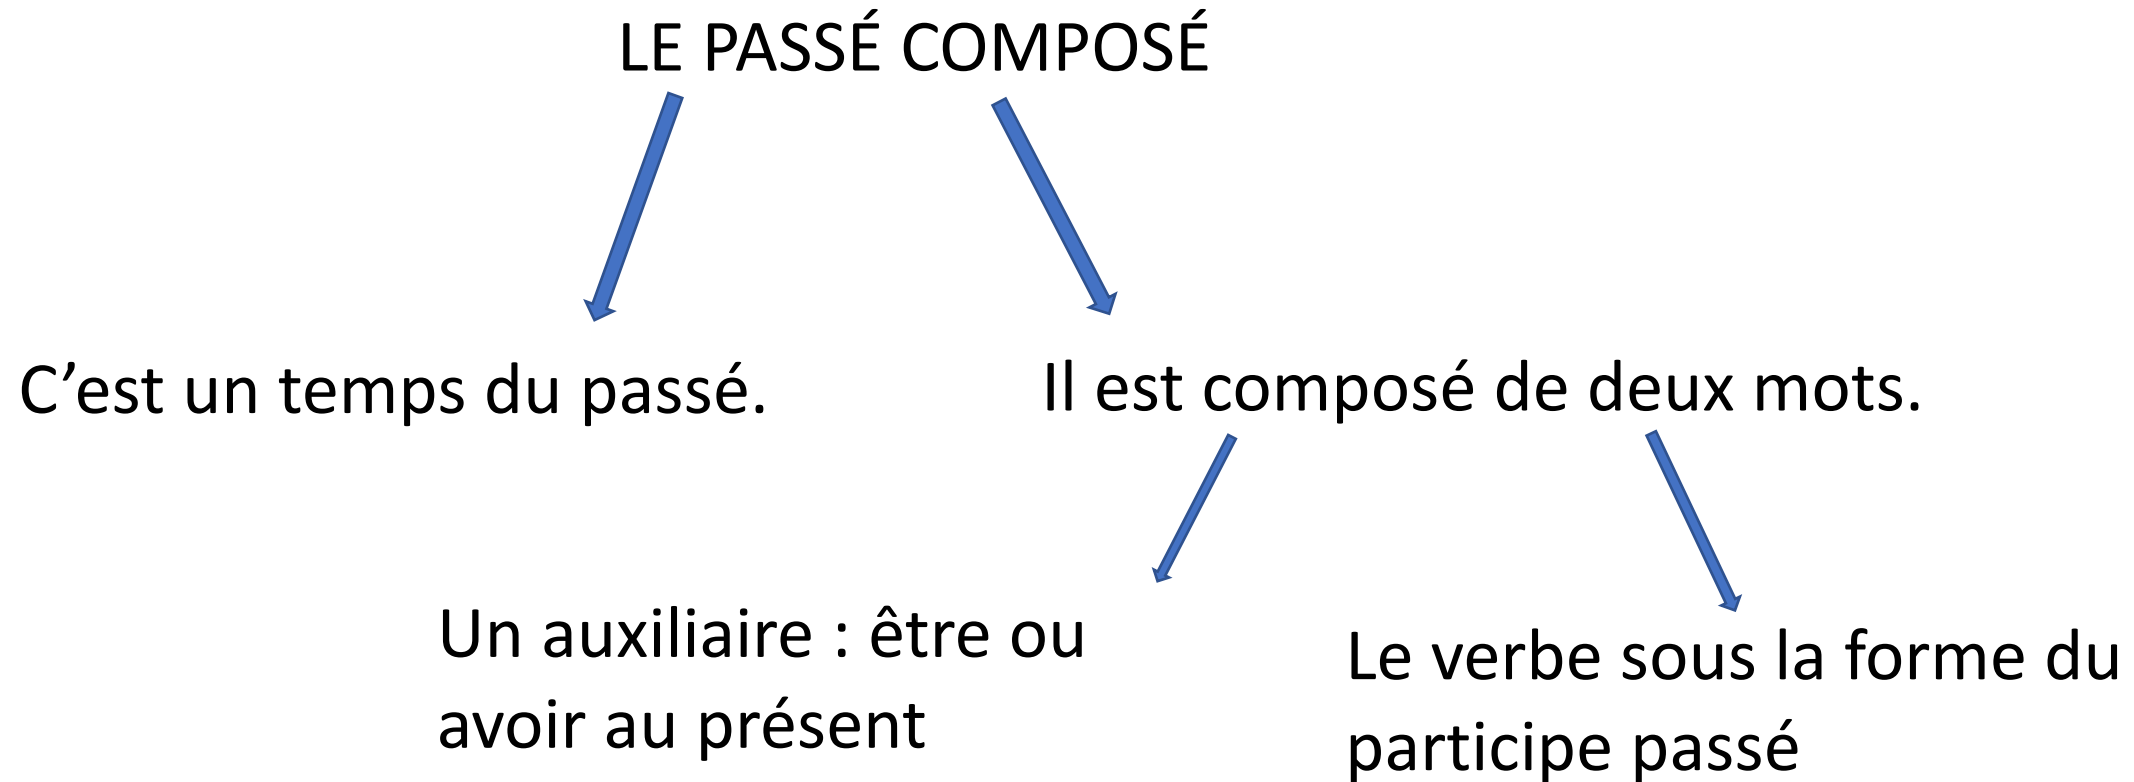 LE PASSÉ COMPOSÉ
C’est un temps du passé.
Il est composé de deux mots.
Un auxiliaire : être ou
avoir au présent
Le verbe sous la forme du
participe passé